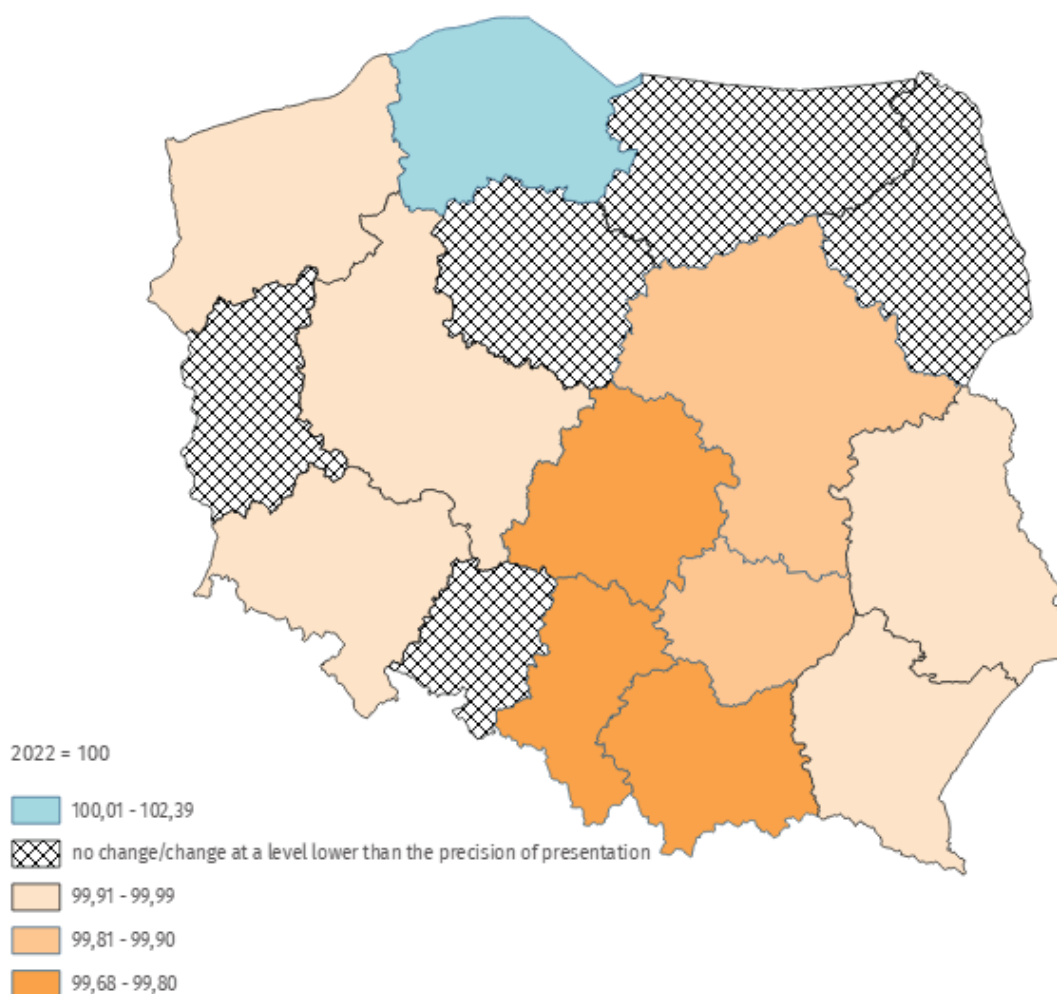 2022 = 100
100,01 - 102,39
no change/change at a level lower than the precision of presentation
99,91 - 99,99
99,81 - 99,90
99,68 - 99,80